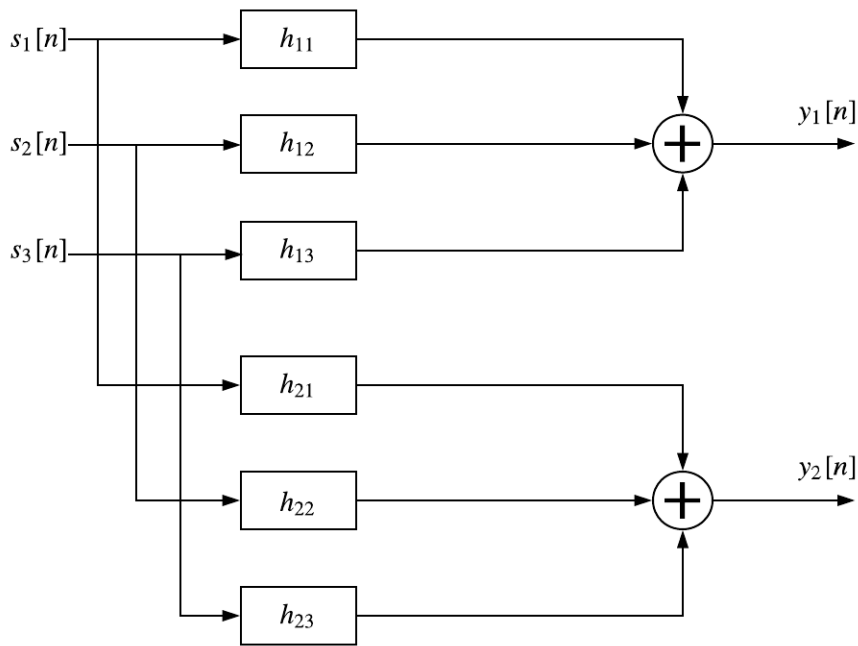 s₁[n]
h₁₁
y₁[n]
s₂[n]
h₁₂
+
s₃[n]
h₁₃
h₂₁
y₂[n]
h₂₂
+
h₂₃